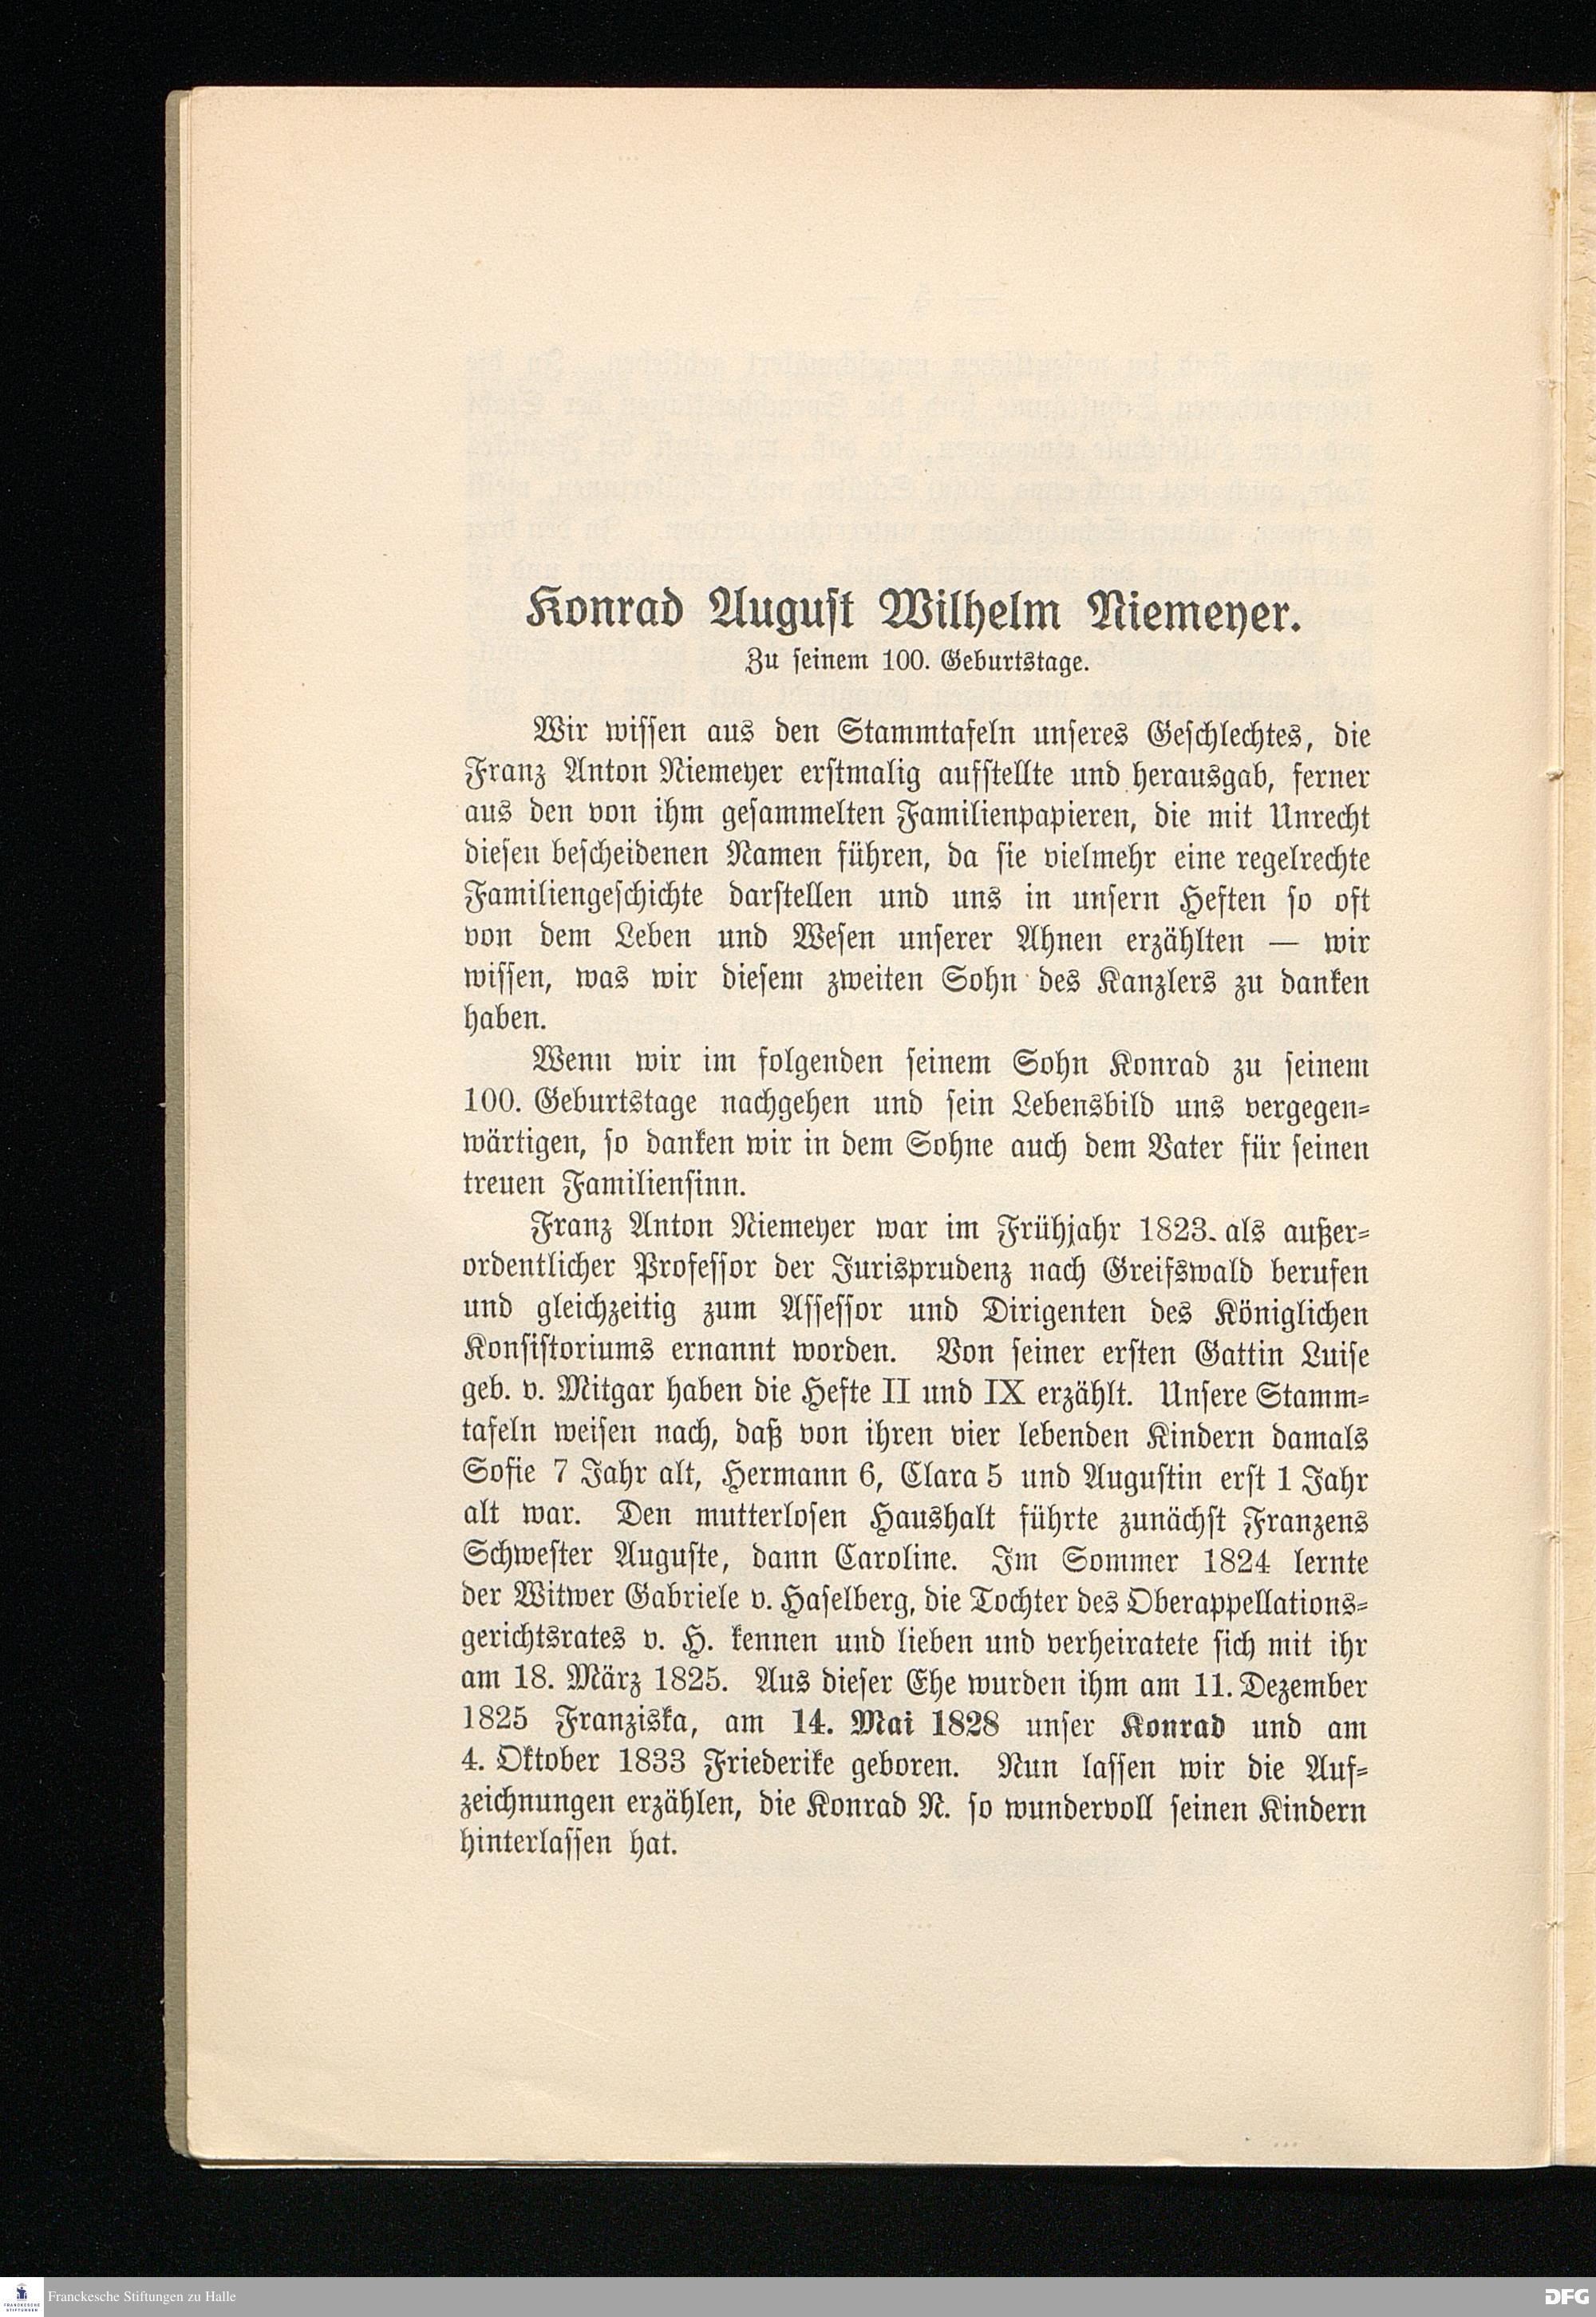 Konrad August Wilhelm Niemeyer.
Zu seinem 100. Geburtstage.
Wir wissen aus den Stammtafeln unseres Geschlechtes, die
Franz Anton Niemeyer erstmalig aufstellte und herausgab, ferner
aus den von ihm gesammelten Familienpapieren, die mit Unrecht
diesen bescheidenen Namen führen, da sie vielmehr eine regelrechte
Familiengeschichte darstellen und uns in unsern Heften so oft
von dem Leben und Wesen unserer Ahnen erzählten — wir
wissen, was wir diesem zweiten Sohn des Kanzlers zu danken
haben.
Wenn wir im folgenden seinem Sohn Konrad zu seinem
100. Geburtstage nachgehen und sein Lebensbild uns vergegen-
wärtigen, so danken wir in dem Sohne auch dem Vater für seinen
treuen Familiensinn.
Franz Anton Niemeyer war im Frühjahr 1823 als außer-
ordentlicher Professor der Jurisprudenz nach Greifswald berufen
und gleichzeitig zum Assessor und Dirigenten des Königlichen
Konsistoriums ernannt worden. Von seiner ersten Gattin Luise
geb. v. Mitgar haben die Hefte II und IX erzählt. Unsere Stamm-
tafeln weisen nach, daß von ihren vier lebenden Kindern damals
Sofie 7 Jahr alt, Hermann 6, Clara 5 und Augustin erst 1 Jahr
alt war. Den mutterlosen Haushalt führte zunächst Franzens
Schwester Auguste, dann Caroline. Im Sommer 1824 lernte
der Witwer Gabriele v. Haselberg, die Tochter des Oberappellations-
gerichtsrates v. H. kennen und lieben und verheiratete sich mit ihr
am 18. März 1825. Aus dieser Ehe wurden ihm am 11. Dezember
1825 Franziska, am 14. Mai 1828 unser Konrad und am
4. Oktober 1833 Friederike geboren. Nun lassen wir die Auf-
zeichnungen erzählen, die Konrad N. so wundervoll seinen Kindern
hinterlassen hat.
FRANCKESCHE
STIFTUNGEN
Franckesche Stiftungen zu Halle
DFG